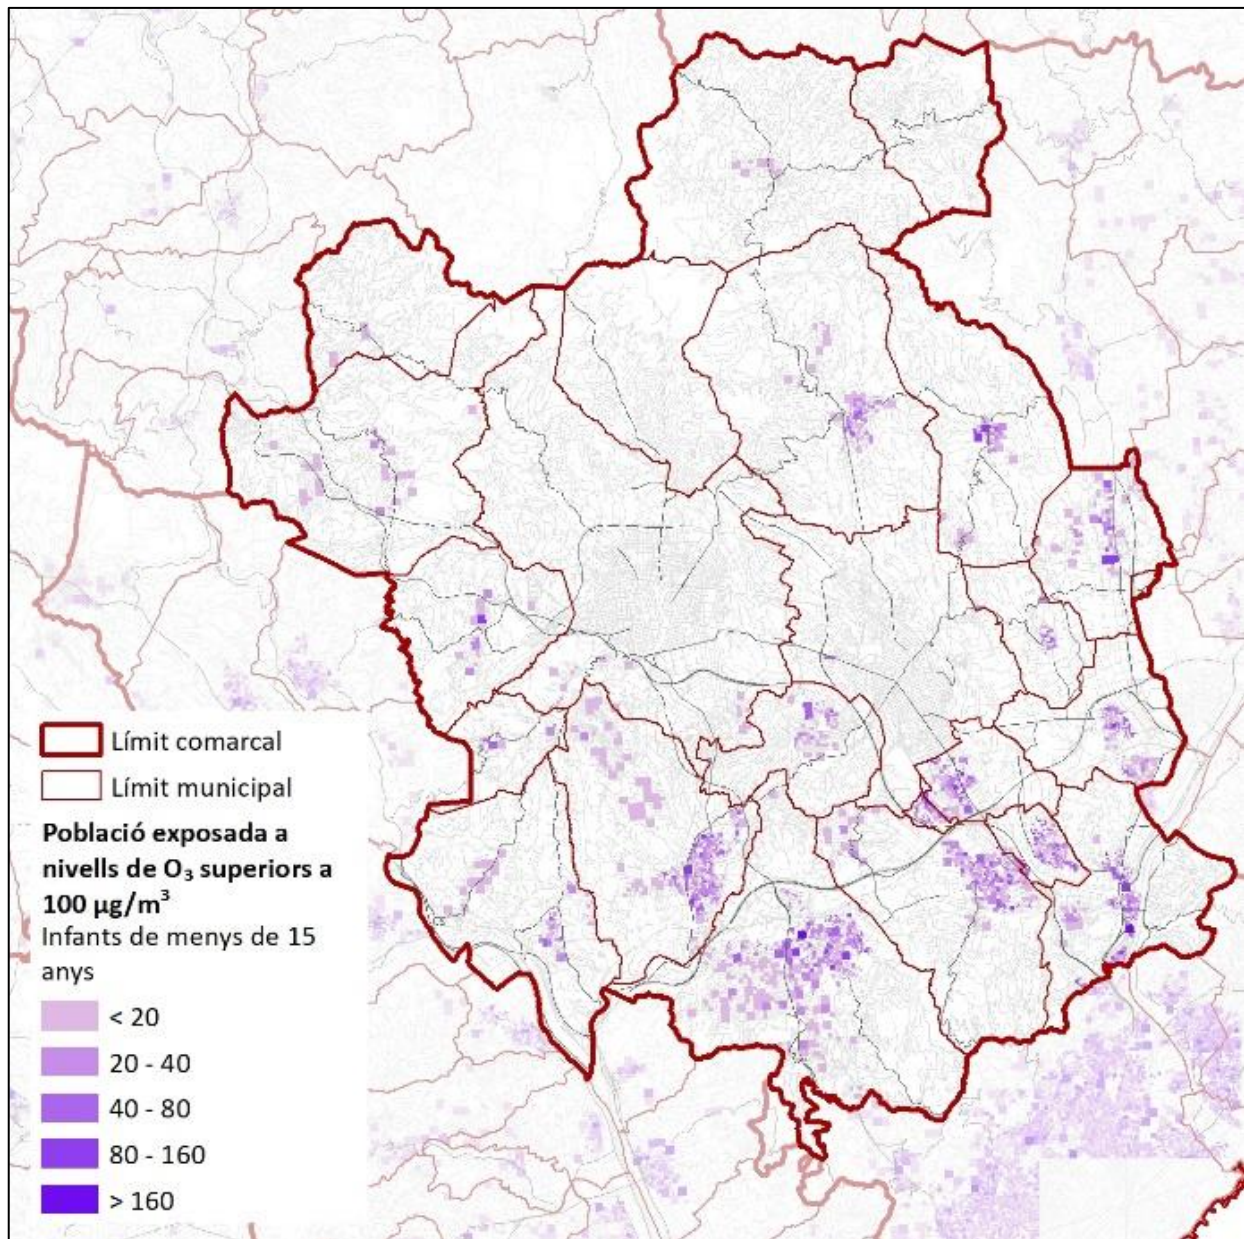 Límit comarcal
Límit municipal
Població exposada a
nivells de O₃ superiors a
100 µg/m³
Infants de menys de 15
anys
< 20
20 - 40
40 - 80
80 - 160
> 160